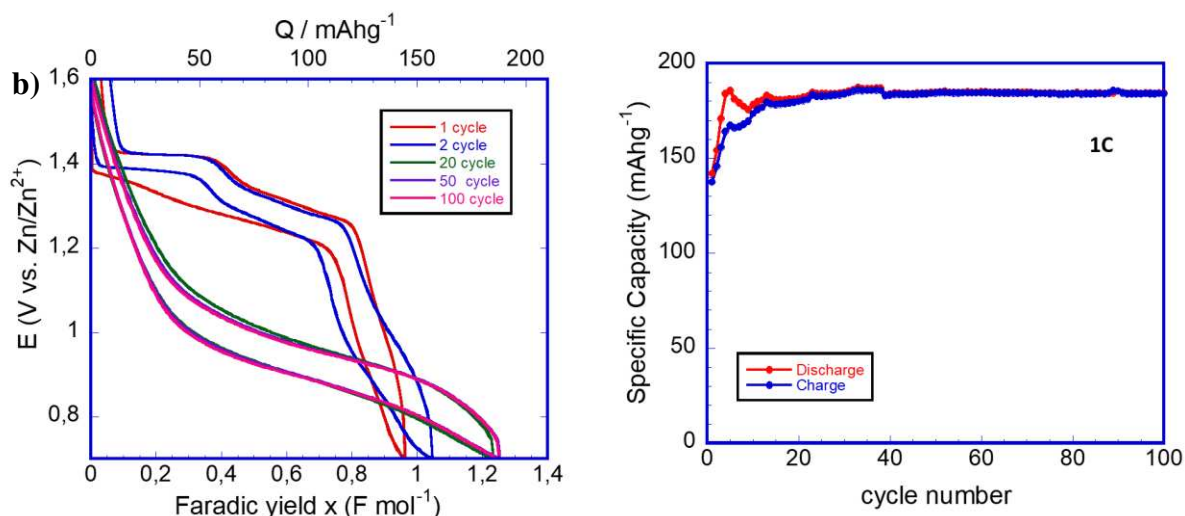 Q / mAhg-1
0 50 100 150 200
b)
1,6
1,4
1,2
1
0,8
E (V vs. Zn/Zn2+)
1 cycle
2 cycle
20 cycle
50 cycle
100 cycle
0 0,2 0,4 0,6 0,8 1 1,2 1,4
Faradic yield x (F mol-1)
200
150
100
50
0
Specific Capacity (mAhg-1)
1C
Discharge
Charge
0 20 40 60 80 100
cycle number